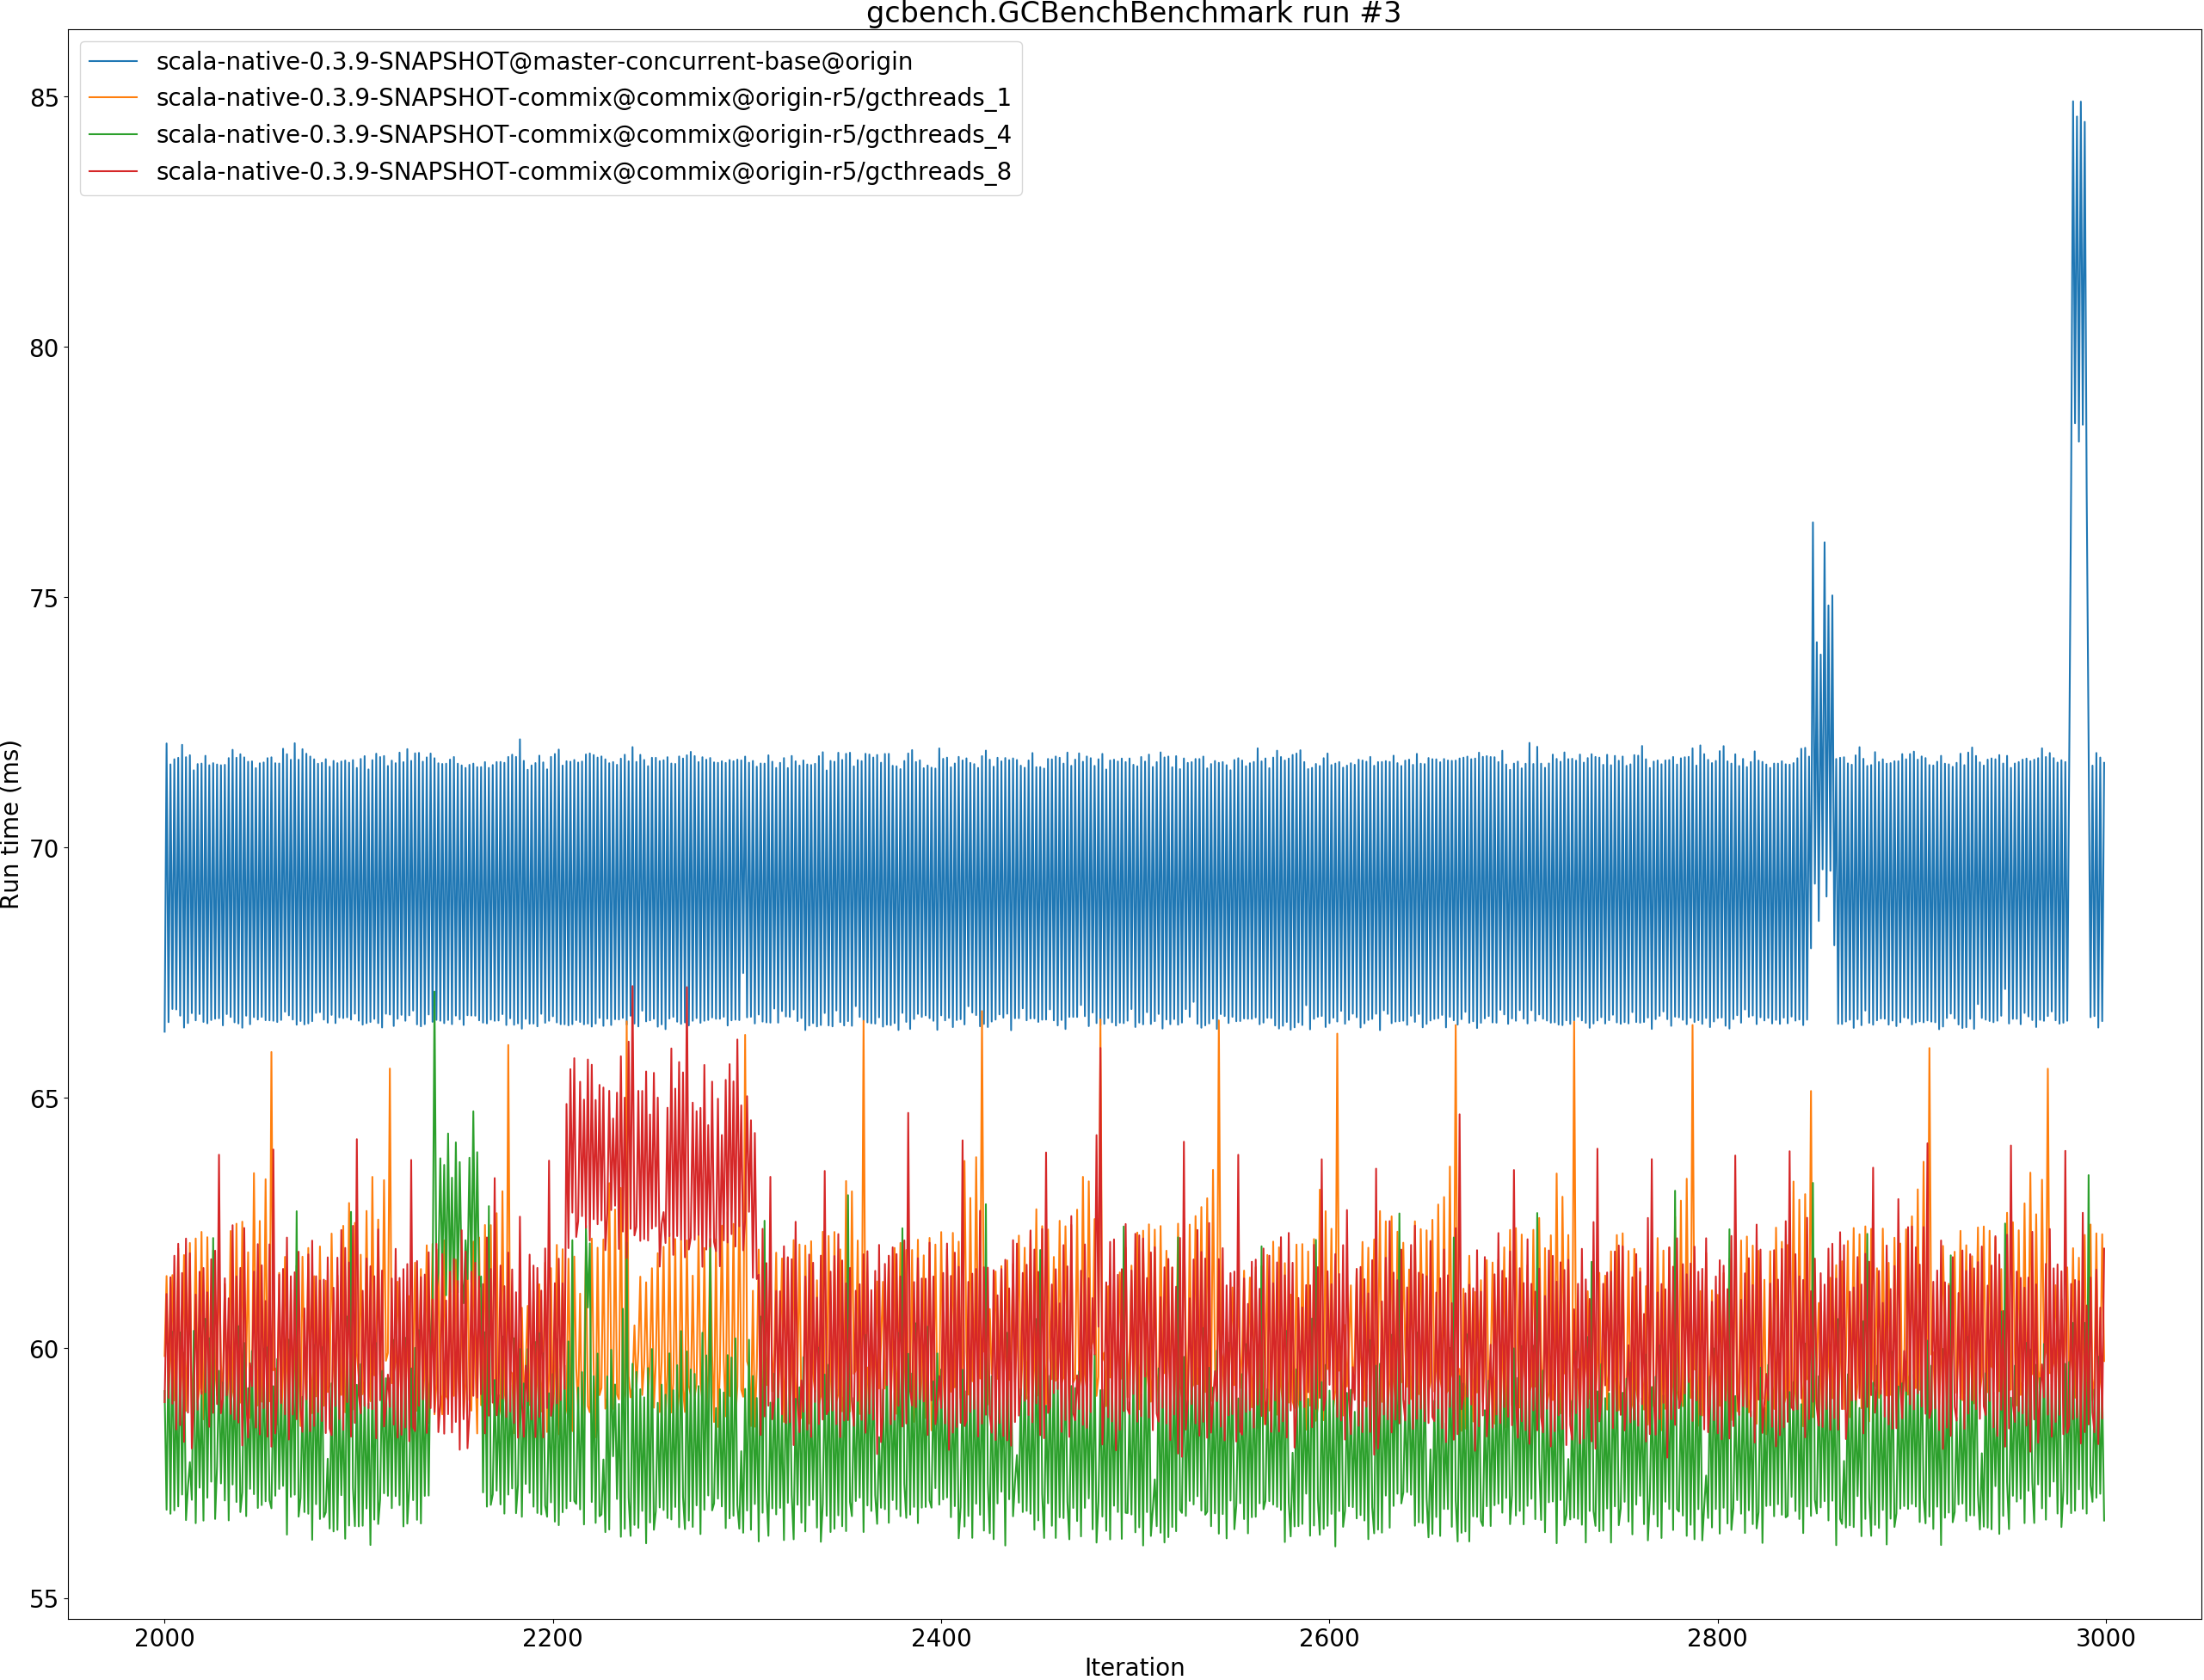 gcbench.GCBenchBenchmark run #3
scala-native-0.3.9-SNAPSHOT@master-concurrent-base@origin
scala-native-0.3.9-SNAPSHOT-commix@commix@origin-r5/gcthreads_1
scala-native-0.3.9-SNAPSHOT-commix@commix@origin-r5/gcthreads_4
scala-native-0.3.9-SNAPSHOT-commix@commix@origin-r5/gcthreads_8
85
80
75
70
65
60
55
Run time (ms)
2000 2200 2400 2600 2800 3000
Iteration